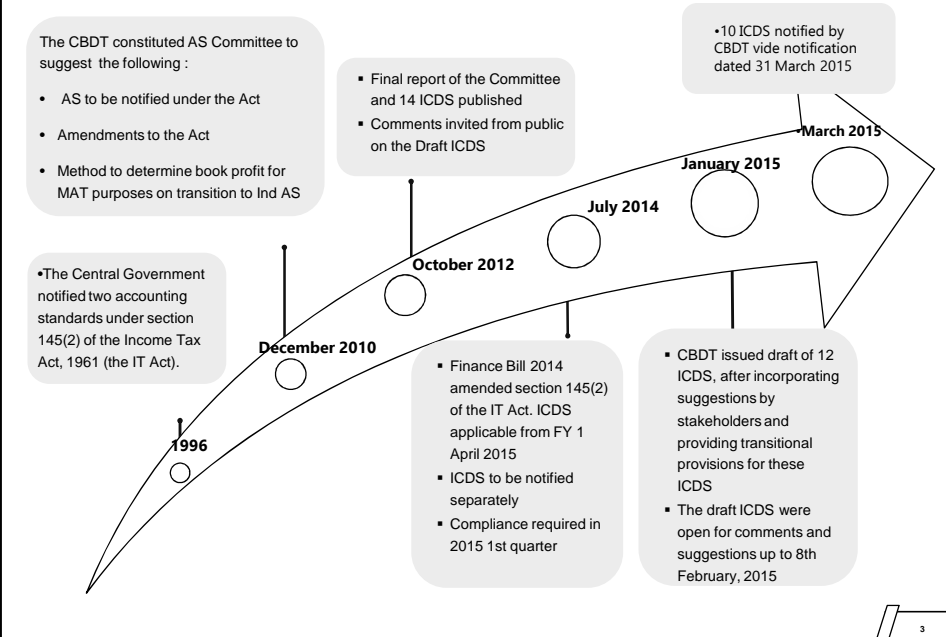 The CBDT constituted AS Committee to
suggest the following :
• AS to be notified under the Act
• Amendments to the Act
• Method to determine book profit for
MAT purposes on transition to Ind AS
▪ Final report of the Committee
and 14 ICDS published
▪ Comments invited from public
on the Draft ICDS
•10 ICDS notified by
CBDT vide notification
dated 31 March 2015
•March 2015
January 2015
July 2014
October 2012
December 2010
1996
•The Central Government
notified two accounting
standards under section
145(2) of the Income Tax
Act, 1961 (the IT Act).
▪ Finance Bill 2014
amended section 145(2)
of the IT Act. ICDS
applicable from FY 1
April 2015
▪ ICDS to be notified
separately
▪ Compliance required in
2015 1st quarter
▪ CBDT issued draft of 12
ICDS, after incorporating
suggestions by
stakeholders and
providing transitional
provisions for these
ICDS
▪ The draft ICDS were
open for comments and
suggestions up to 8th
February, 2015
3